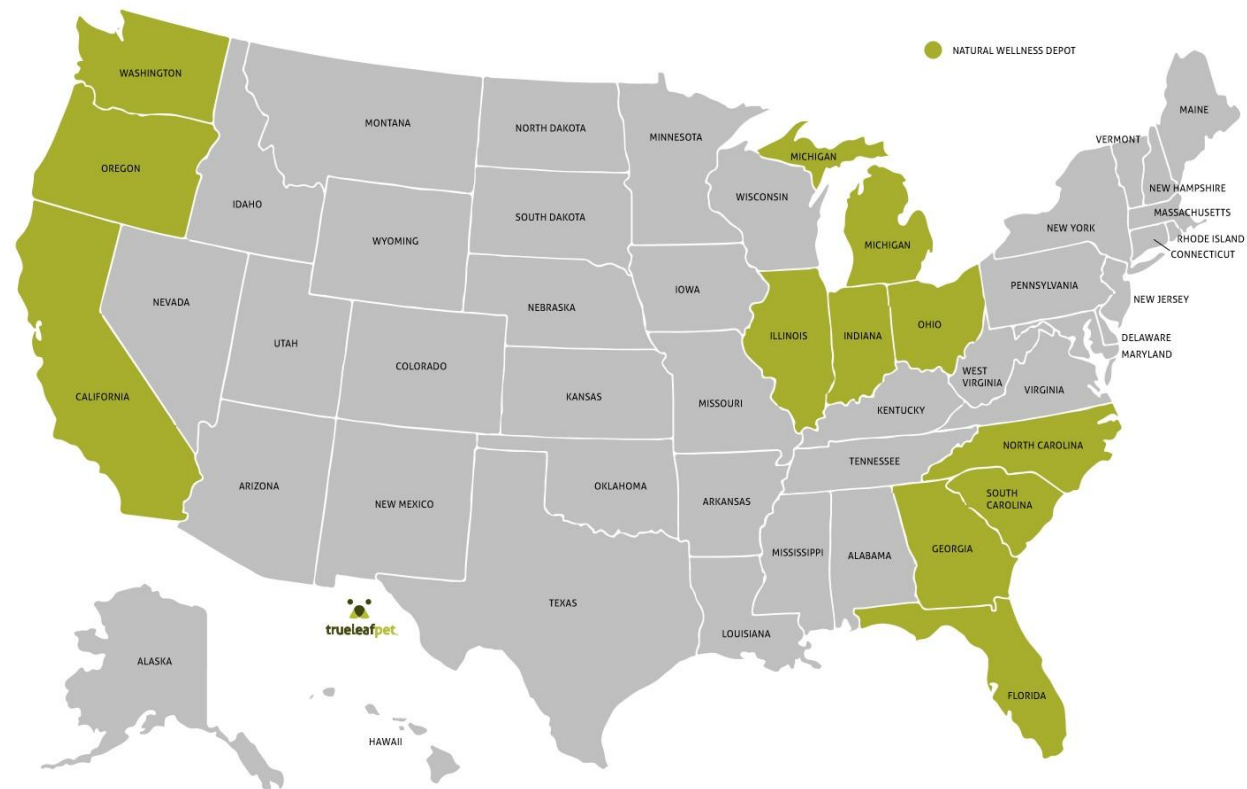 NATURAL WELLNESS DEPOT
WASHINGTON
MONTANA
NORTH DAKOTA
MINNESOTA
MICHIGAN
MAINE
VERMONT
OREGON
IDAHO
SOUTH DAKOTA
WISCONSIN
NEW HAMPSHIRE
MASSACHUSETTS
WYOMING
MICHIGAN
NEW YORK
RHODE ISLAND
CONNECTICUT
NEVADA
NEBRASKA
IOWA
PENNSYLVANIA
NEW JERSEY
UTAH
COLORADO
ILLINOIS
INDIANA
OHIO
DELAWARE
MARYLAND
CALIFORNIA
KANSAS
MISSOURI
KENTUCKY
WEST
VIRGINIA
VIRGINIA
ARIZONA
NEW MEXICO
OKLAHOMA
ARKANSAS
TENNESSEE
NORTH CAROLINA
SOUTH
CAROLINA
MISSISSIPPI
ALABAMA
GEORGIA
TEXAS
LOUISIANA
trueleafpet
ALASKA
HAWAII
FLORIDA